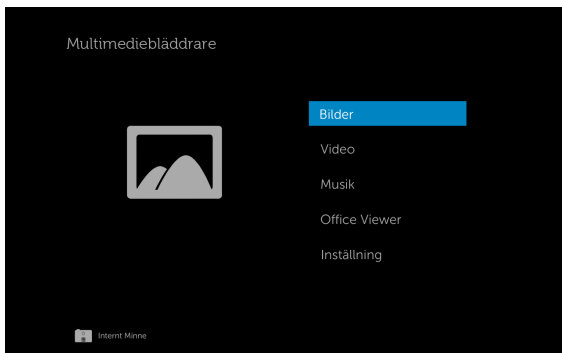 Multimediebläddrare
Bilder
Video
Musik
Office Viewer
Inställning
Internt Minne